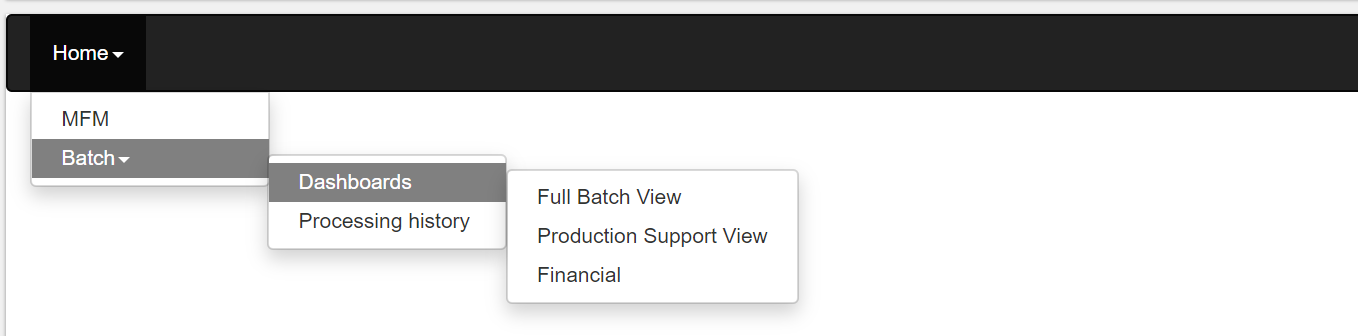 Home
MFM
Batch
Dashboards
Processing history
Full Batch View
Production Support View
Financial